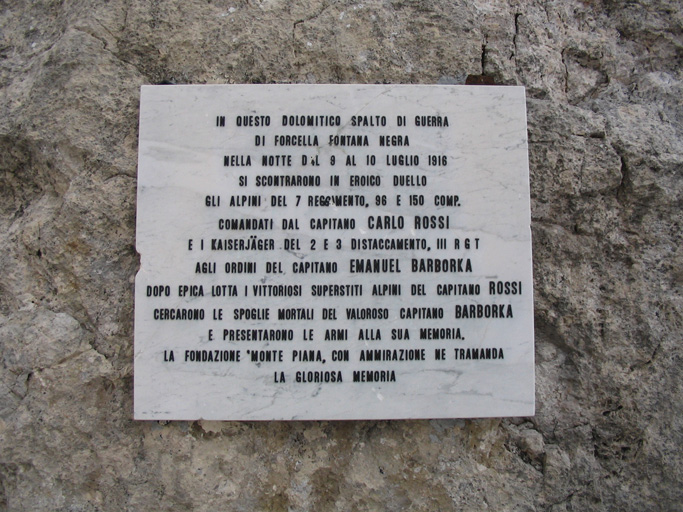 IN QUESTO DOLOMITICO SPALTO DI GUERRA
DI FORCELLA FONTANA NEGRA
NELLA NOTTE DAL 9 AL 10 LUGLIO 1916
SI SCONTRARONO IN EROICO DUELLO
GLI ALPINI DEL 7 REGGIMENTO, 96 E 150 COMP.
COMANDATI DAL CAPITANO CARLO ROSSI
E I KAISERJÄGER DEL 2 E 3 DISTACCAMENTO, III R G T
AGLI ORDINI DEL CAPITANO EMANUEL BARBORKA
DOPO EPICA LOTTA I VITTORIOSI SUPERSTITI ALPINI DEL CAPITANO ROSSI
CERCARONO LE SPOGLIE MORTALI DEL VALOROSO CAPITANO BARBORKA
E PRESENTARONO LE ARMI ALLA SUA MEMORIA.
LA FONDAZIONE "MONTE PIANA, CON AMMIRAZIONE NE TRAMANDA
LA GLORIOSA MEMORIA